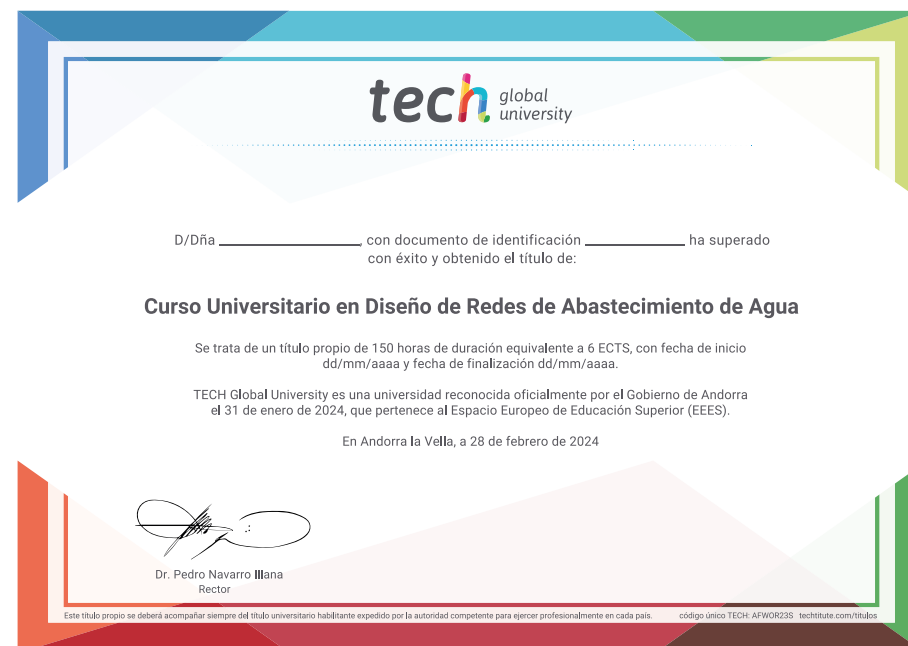 tech global university
D/Dña ____________________, con documento de identificación ______________ ha superado
con éxito y obtenido el título de:
Curso Universitario en Diseño de Redes de Abastecimiento de Agua
Se trata de un título propio de 150 horas de duración equivalente a 6 ECTS, con fecha de inicio
dd/mm/aaaa y fecha de finalización dd/mm/aaaa.
TECH Global University es una universidad reconocida oficialmente por el Gobierno de Andorra
el 31 de enero de 2024, que pertenece al Espacio Europeo de Educación Superior (EEES).
En Andorra la Vella, a 28 de febrero de 2024
Dr. Pedro Navarro Illana
Rector
Este título propio se deberá acompañar siempre del título universitario habilitante expedido por la autoridad competente para ejercer profesionalmente en cada país. código único TECH: AFWOR23S techtitute.com/titulos